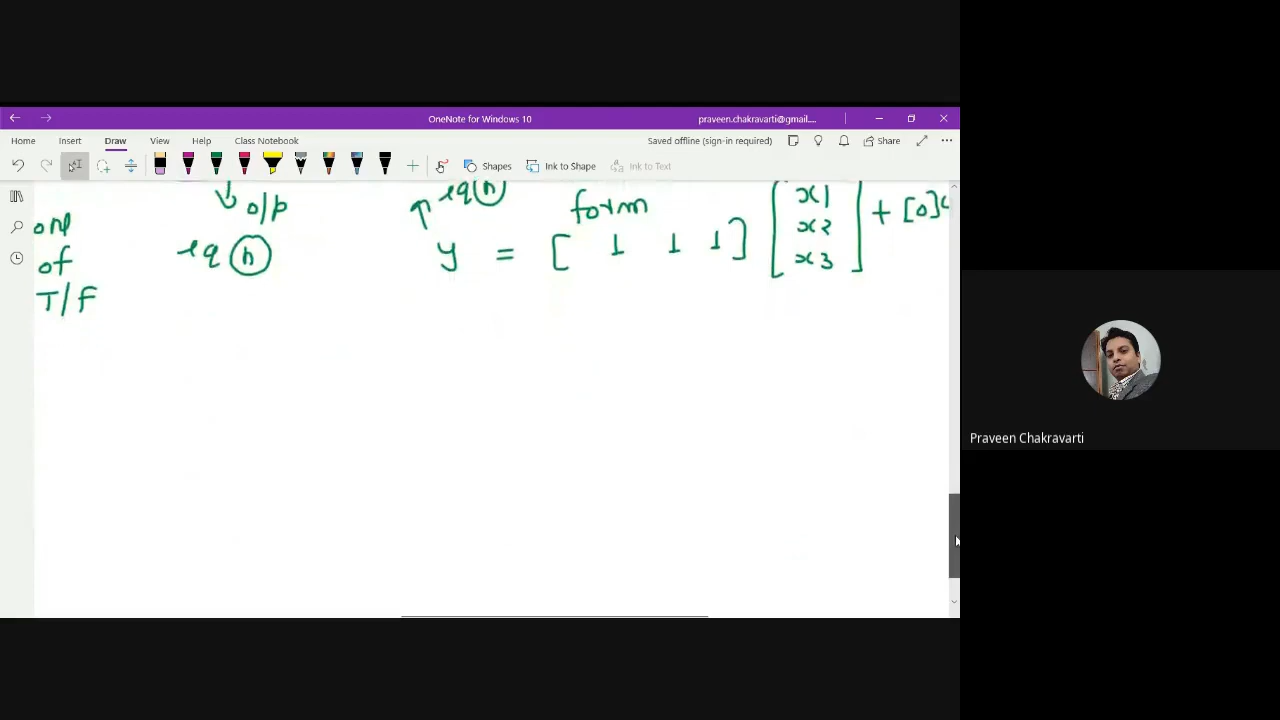 OneNote for Windows 10
praveen.chakravarti@gmail....
Home Insert Draw View Help Class Notebook
Saved offline (sign-in required) Share
Shapes Ink to Shape Ink to Text
o/p
eq (n)
form
x1
x2
x3
+ [0]
y = [ 1 1 1 ]
of
eq (n)
T/F
Praveen Chakravarti